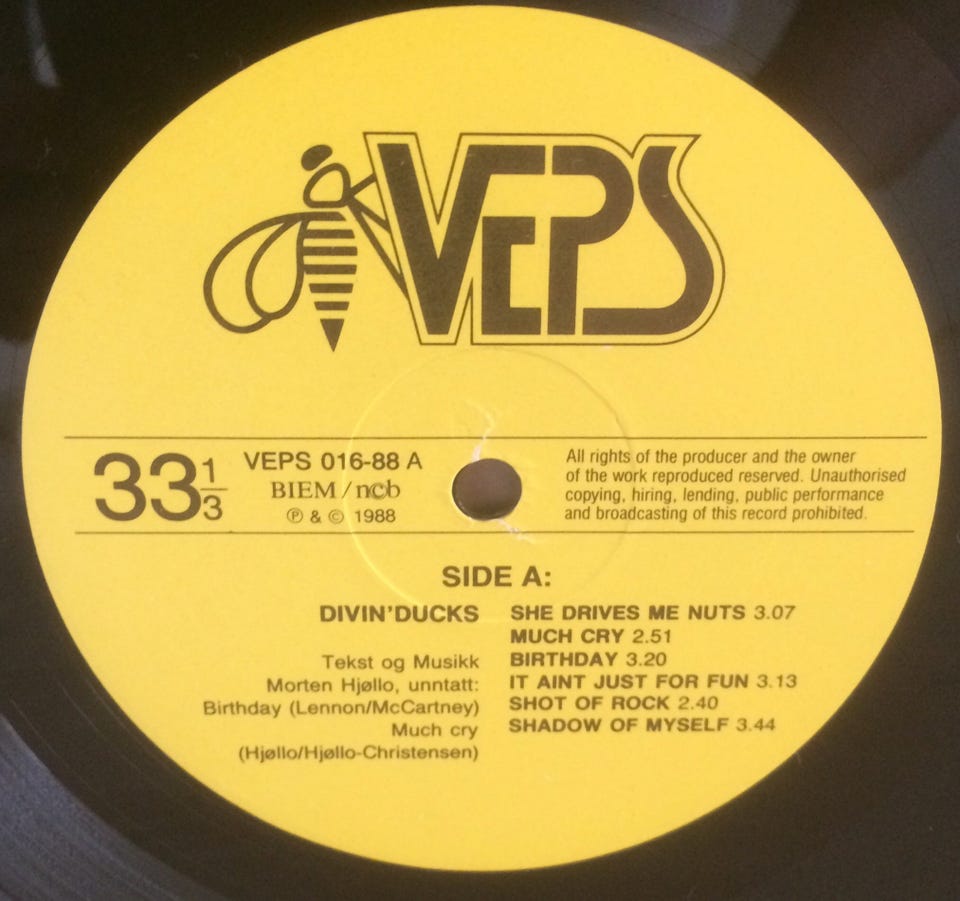 VEPS
33 1/3
VEPS 016-88 A
BIEM/ncb
℗ & © 1988
All rights of the producer and the owner
of the work reproduced reserved. Unauthorised
copying, hiring, lending, public performance
and broadcasting of this record prohibited.
SIDE A:
DIVIN'DUCKS
Tekst og Musikk
Morten Hjøllo, unntatt:
Birthday (Lennon/McCartney)
Much cry
(Hjøllo/Hjøllo-Christensen)
SHE DRIVES ME NUTS 3.07
MUCH CRY 2.51
BIRTHDAY 3.20
IT AINT JUST FOR FUN 3.13
SHOT OF ROCK 2.40
SHADOW OF MYSELF 3.44